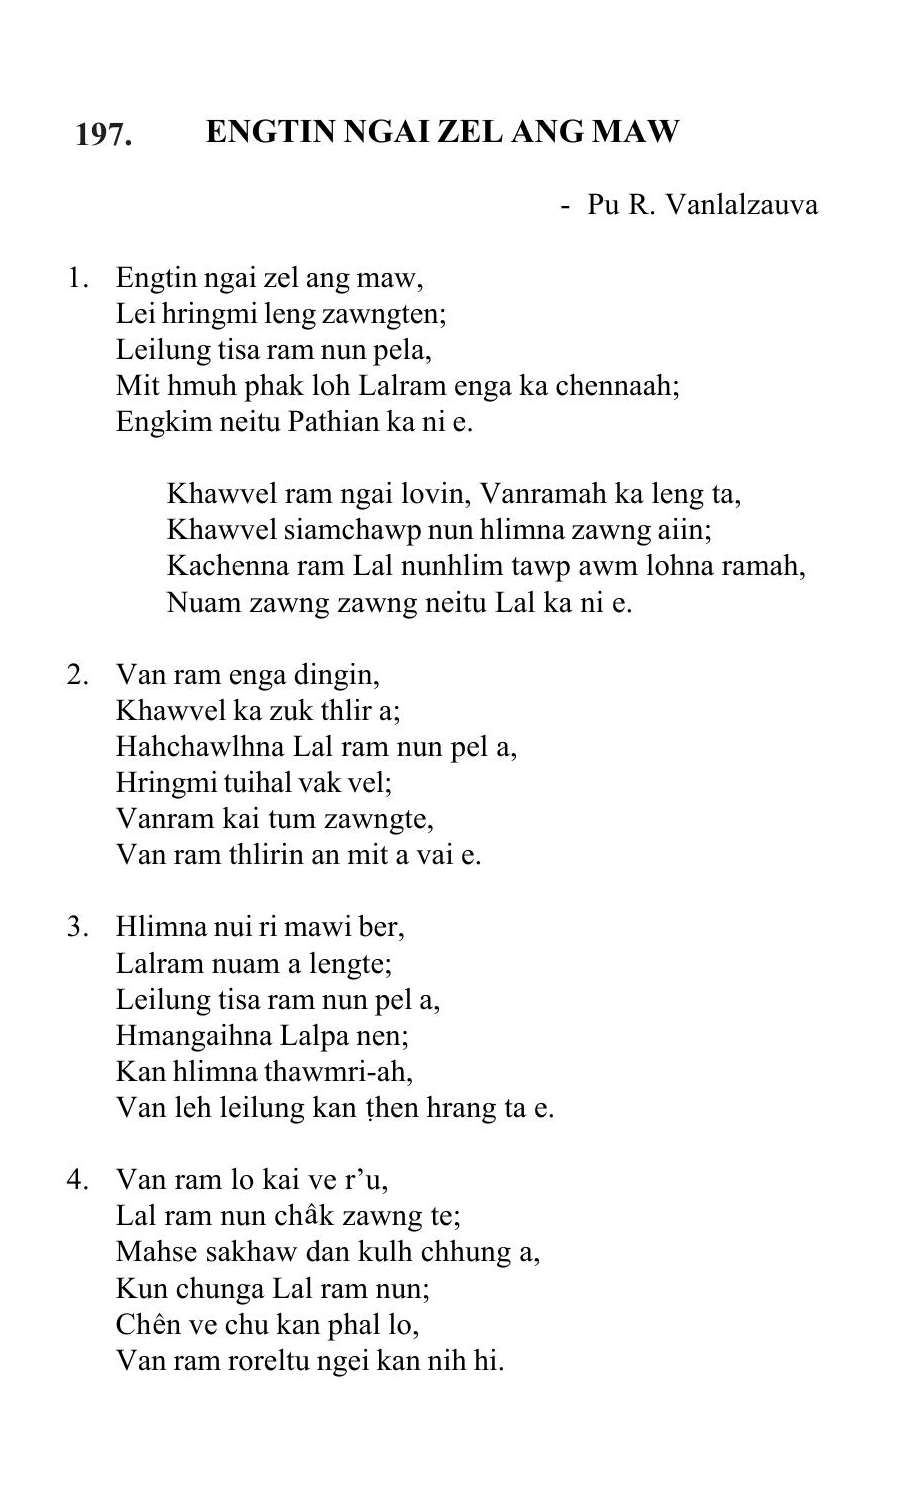 197. ENGTIN NGAI ZEL ANG MAW
- Pu R. Vanlalzauva
1. Engtin ngai zel ang maw,
Lei hringmi leng zawngten;
Leilung tisa ram nun pela,
Mit hmuh phak loh Lalram enga ka chennaah;
Engkim neitu Pathian ka ni e.
Khawvel ram ngai lovin, Vanramah ka leng ta,
Khawvel siamchawp nun hlimna zawng aiin;
Kachenna ram Lal nunhlim tawp awm lohna ramah,
Nuam zawng zawng neitu Lal ka ni e.
2. Van ram enga dingin,
Khawvel ka zuk thlir a;
Hahchawlhna Lal ram nun pel a,
Hringmi tuihal vak vel;
Vanram kai tum zawngte,
Van ram thlirin an mit a vai e.
3. Hlimna nui ri mawi ber,
Lalram nuam a lengte;
Leilung tisa ram nun pel a,
Hmangaihna Lalpa nen;
Kan hlimna thawmri-ah,
Van leh leilung kan ṭhen hrang ta e.
4. Van ram lo kai ve r’u,
Lal ram nun châk zawng te;
Mahse sakhaw dan kulh chhung a,
Kun chunga Lal ram nun;
Chên ve chu kan phal lo,
Van ram roreltu ngei kan nih hi.